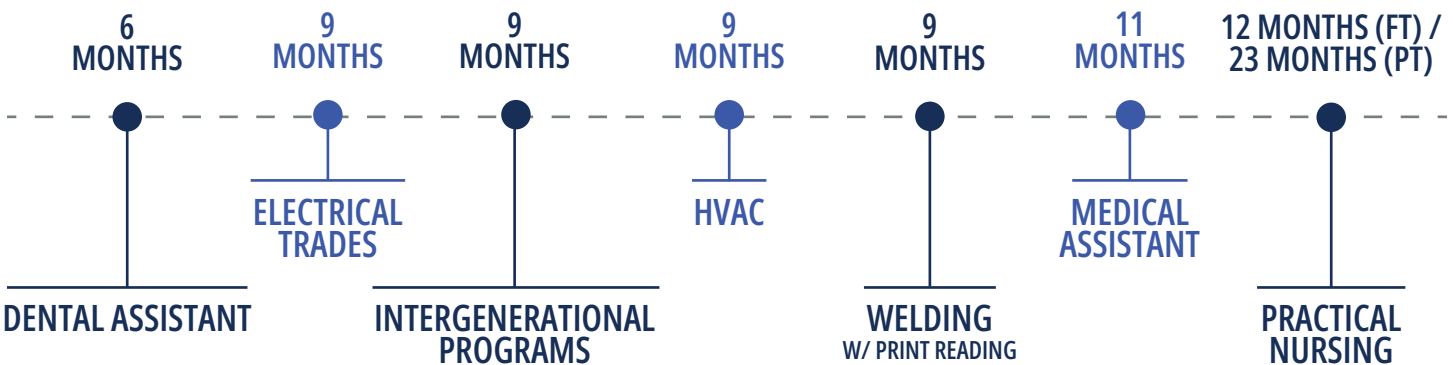 6
MONTHS
DENTAL ASSISTANT
9
MONTHS
ELECTRICAL
TRADES
9
MONTHS
INTERGENERATIONAL
PROGRAMS
9
MONTHS
HVAC
9
MONTHS
WELDING
W/ PRINT READING
11
MONTHS
MEDICAL
ASSISTANT
12 MONTHS (FT) /
23 MONTHS (PT)
PRACTICAL
NURSING